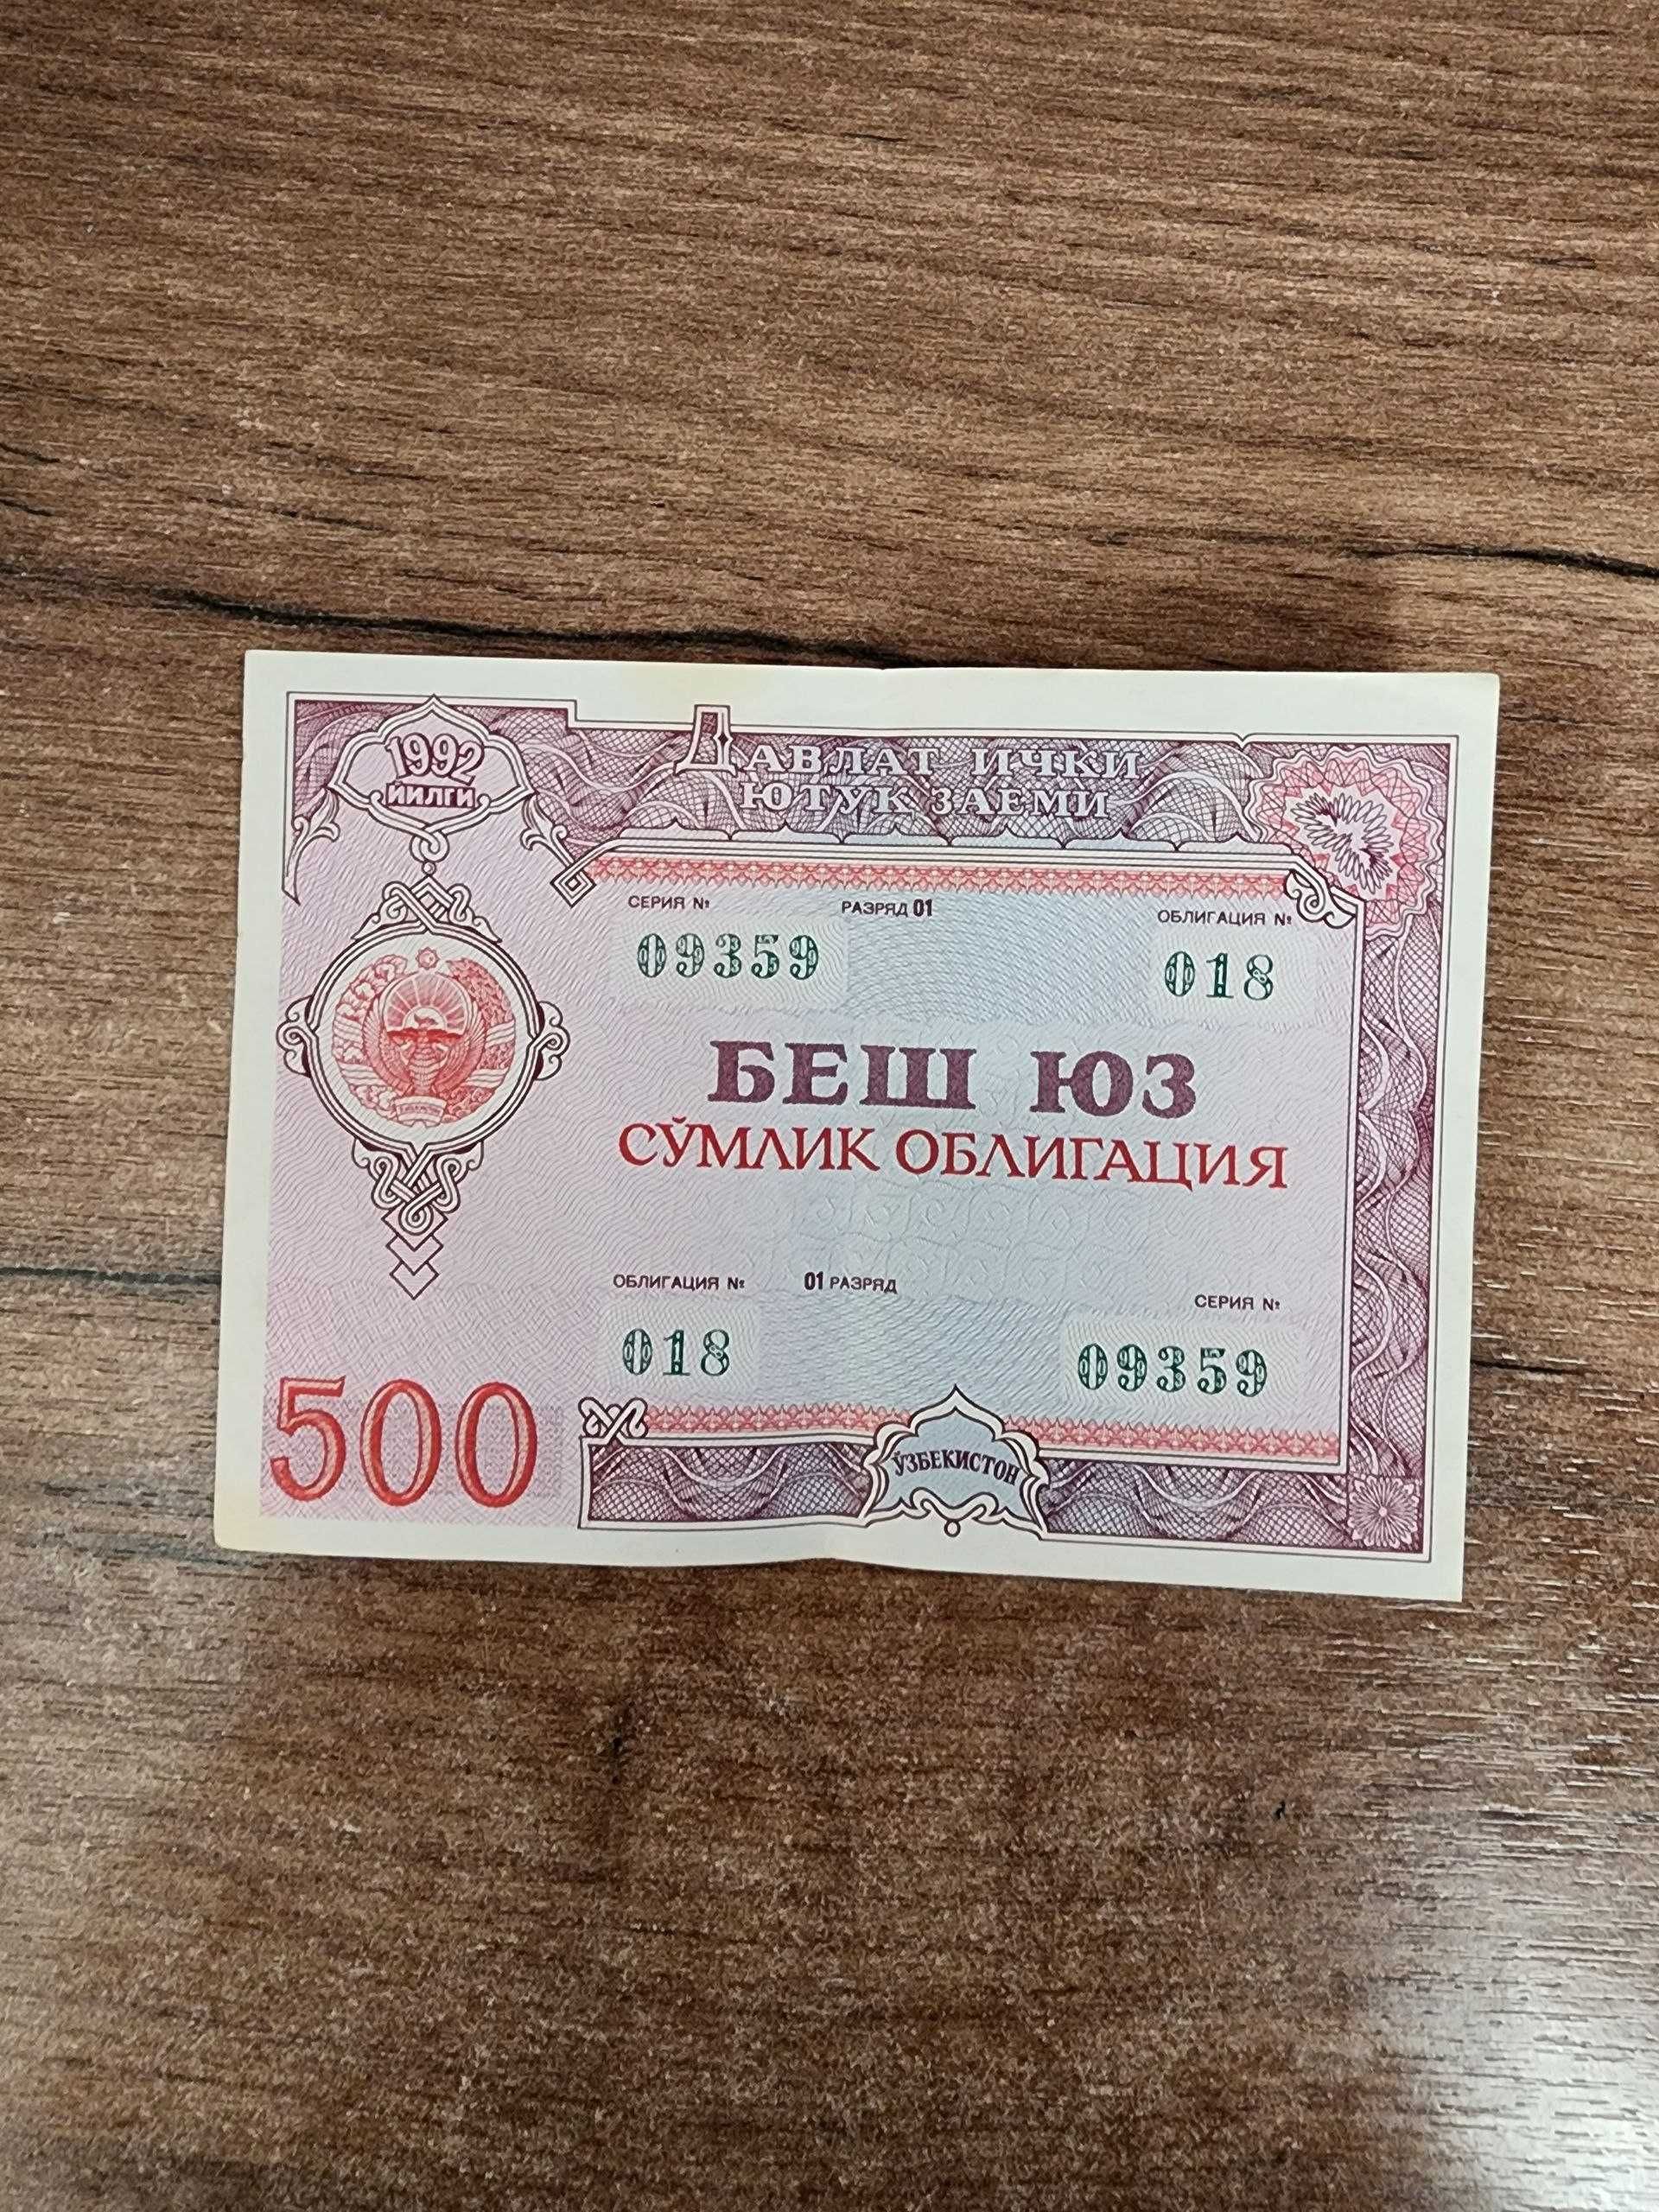 1992
ЙИЛГИ
ДАВЛАТ ИЧКИ
ЮТУҚ ЗАЕМИ
СЕРИЯ № РАЗРЯД 01 ОБЛИГАЦИЯ №
09359 018
БЕШ ЮЗ
СЎМЛИК ОБЛИГАЦИЯ
ОБЛИГАЦИЯ № 01 РАЗРЯД СЕРИЯ №
018 09359
500
ЎЗБЕКИСТОН